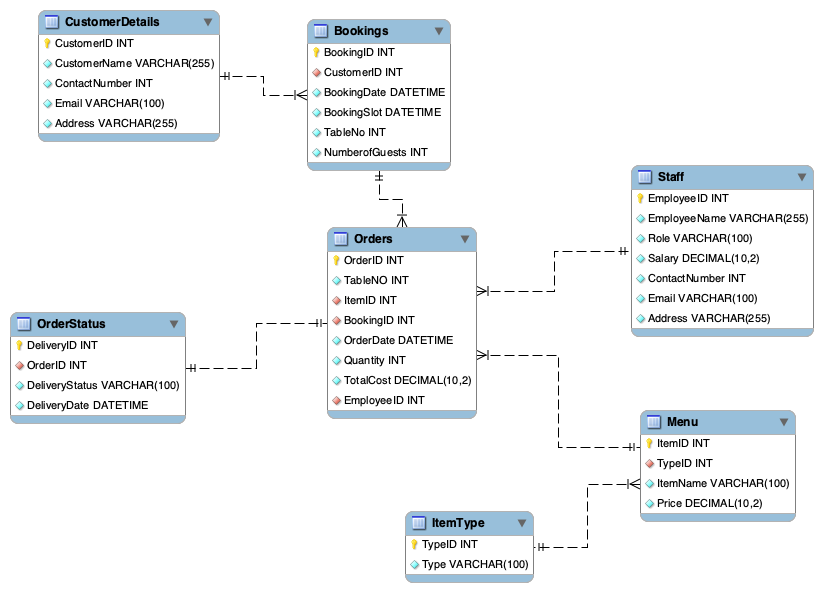 CustomerDetails
CustomerID INT
CustomerName VARCHAR(255)
ContactNumber INT
Email VARCHAR(100)
Address VARCHAR(255)
Bookings
BookingID INT
CustomerID INT
BookingDate DATETIME
BookingSlot DATETIME
TableNo INT
NumberofGuests INT
Staff
EmployeeID INT
EmployeeName VARCHAR(255)
Role VARCHAR(100)
Salary DECIMAL(10,2)
ContactNumber INT
Email VARCHAR(100)
Address VARCHAR(255)
Orders
OrderID INT
TableNO INT
ItemID INT
BookingID INT
OrderDate DATETIME
Quantity INT
TotalCost DECIMAL(10,2)
EmployeeID INT
OrderStatus
DeliveryID INT
OrderID INT
DeliveryStatus VARCHAR(100)
DeliveryDate DATETIME
Menu
ItemID INT
TypeID INT
ItemName VARCHAR(100)
Price DECIMAL(10,2)
ItemType
TypeID INT
Type VARCHAR(100)